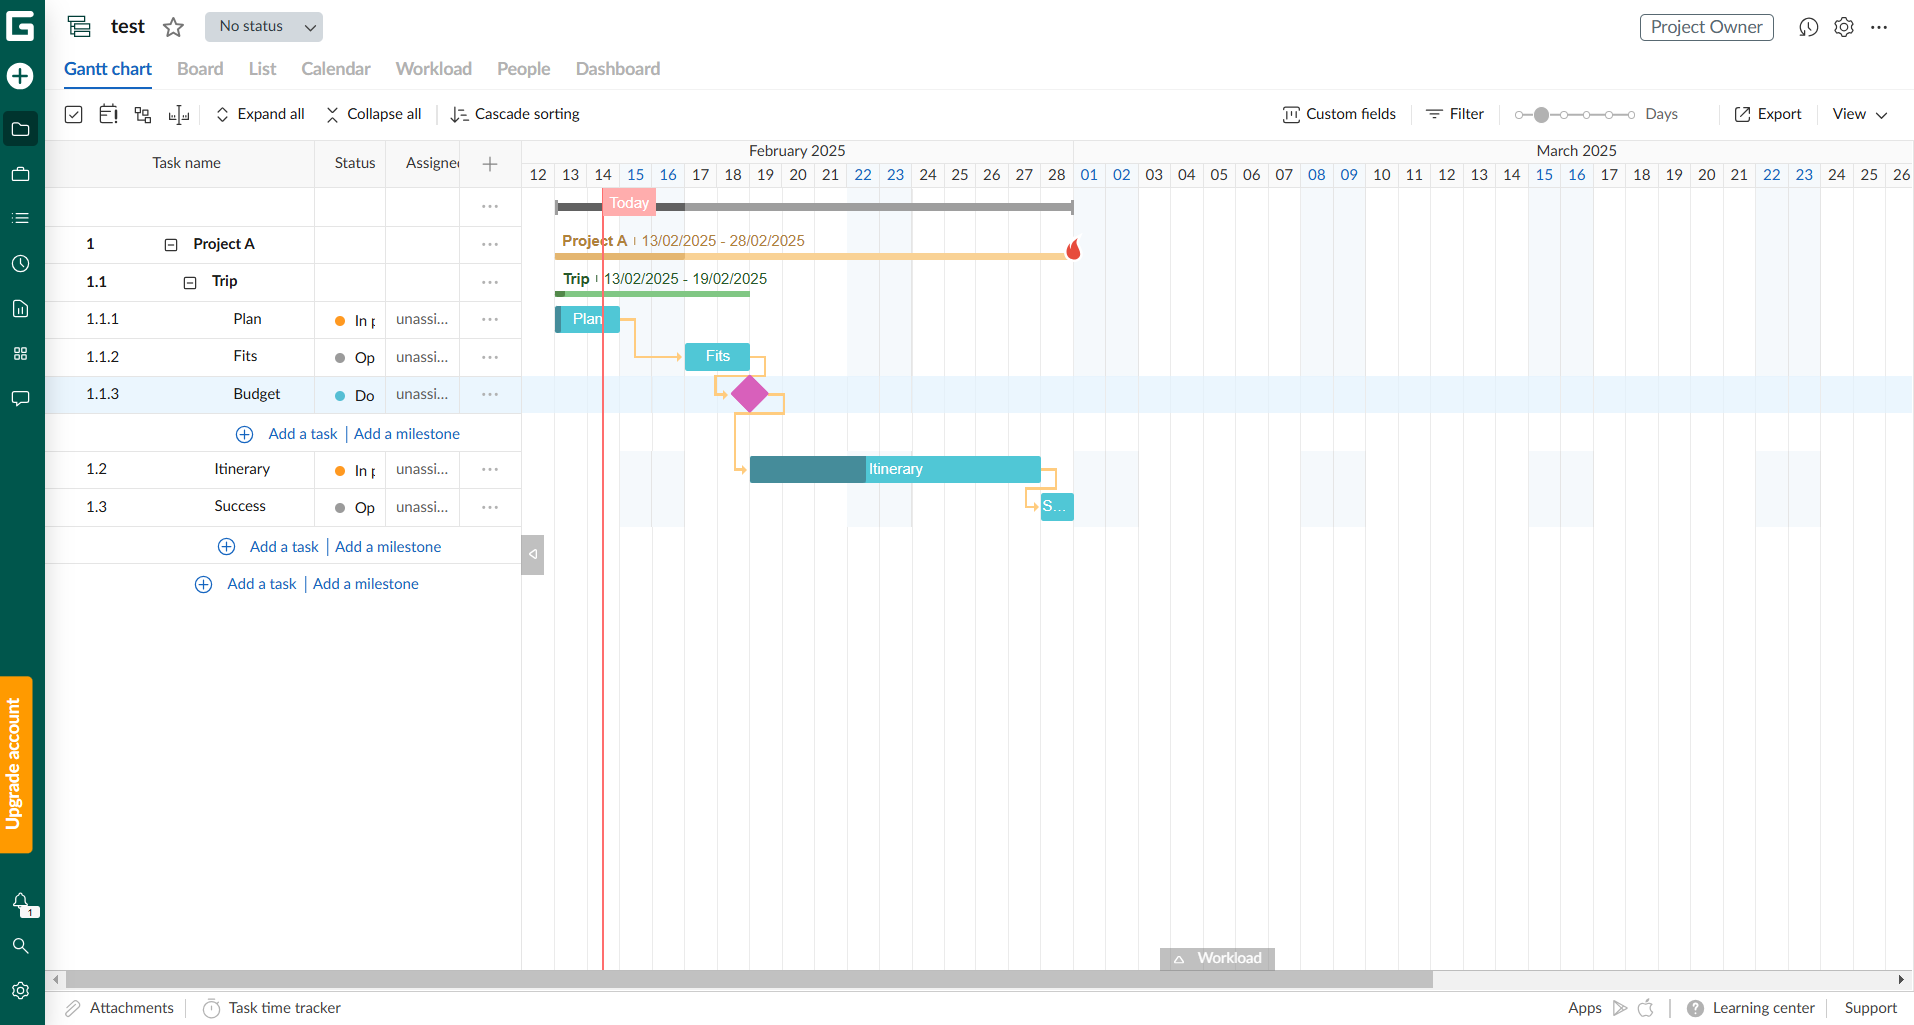 test
No status
Project Owner
Gantt chart Board List Calendar Workload People Dashboard
Expand all Collapse all Cascade sorting Custom fields Filter Days Export View
Task name Status Assigned
February 2025 March 2025
12 13 14 15 16 17 18 19 20 21 22 23 24 25 26 27 28 01 02 03 04 05 06 07 08 09 10 11 12 13 14 15 16 17 18 19 20 21 22 23 24 25 26
Today
1 Project A
Project A 13/02/2025 - 28/02/2025
1.1 Trip
Trip 13/02/2025 - 19/02/2025
1.1.1 Plan In p unassi...
Plan
1.1.2 Fits Op unassi...
Fits
1.1.3 Budget Do unassi...
Add a task | Add a milestone
1.2 Itinerary In p unassi...
Itinerary
1.3 Success Op unassi...
S...
Add a task | Add a milestone
Add a task | Add a milestone
Upgrade account
1
Workload
Attachments Task time tracker
Apps Learning center Support